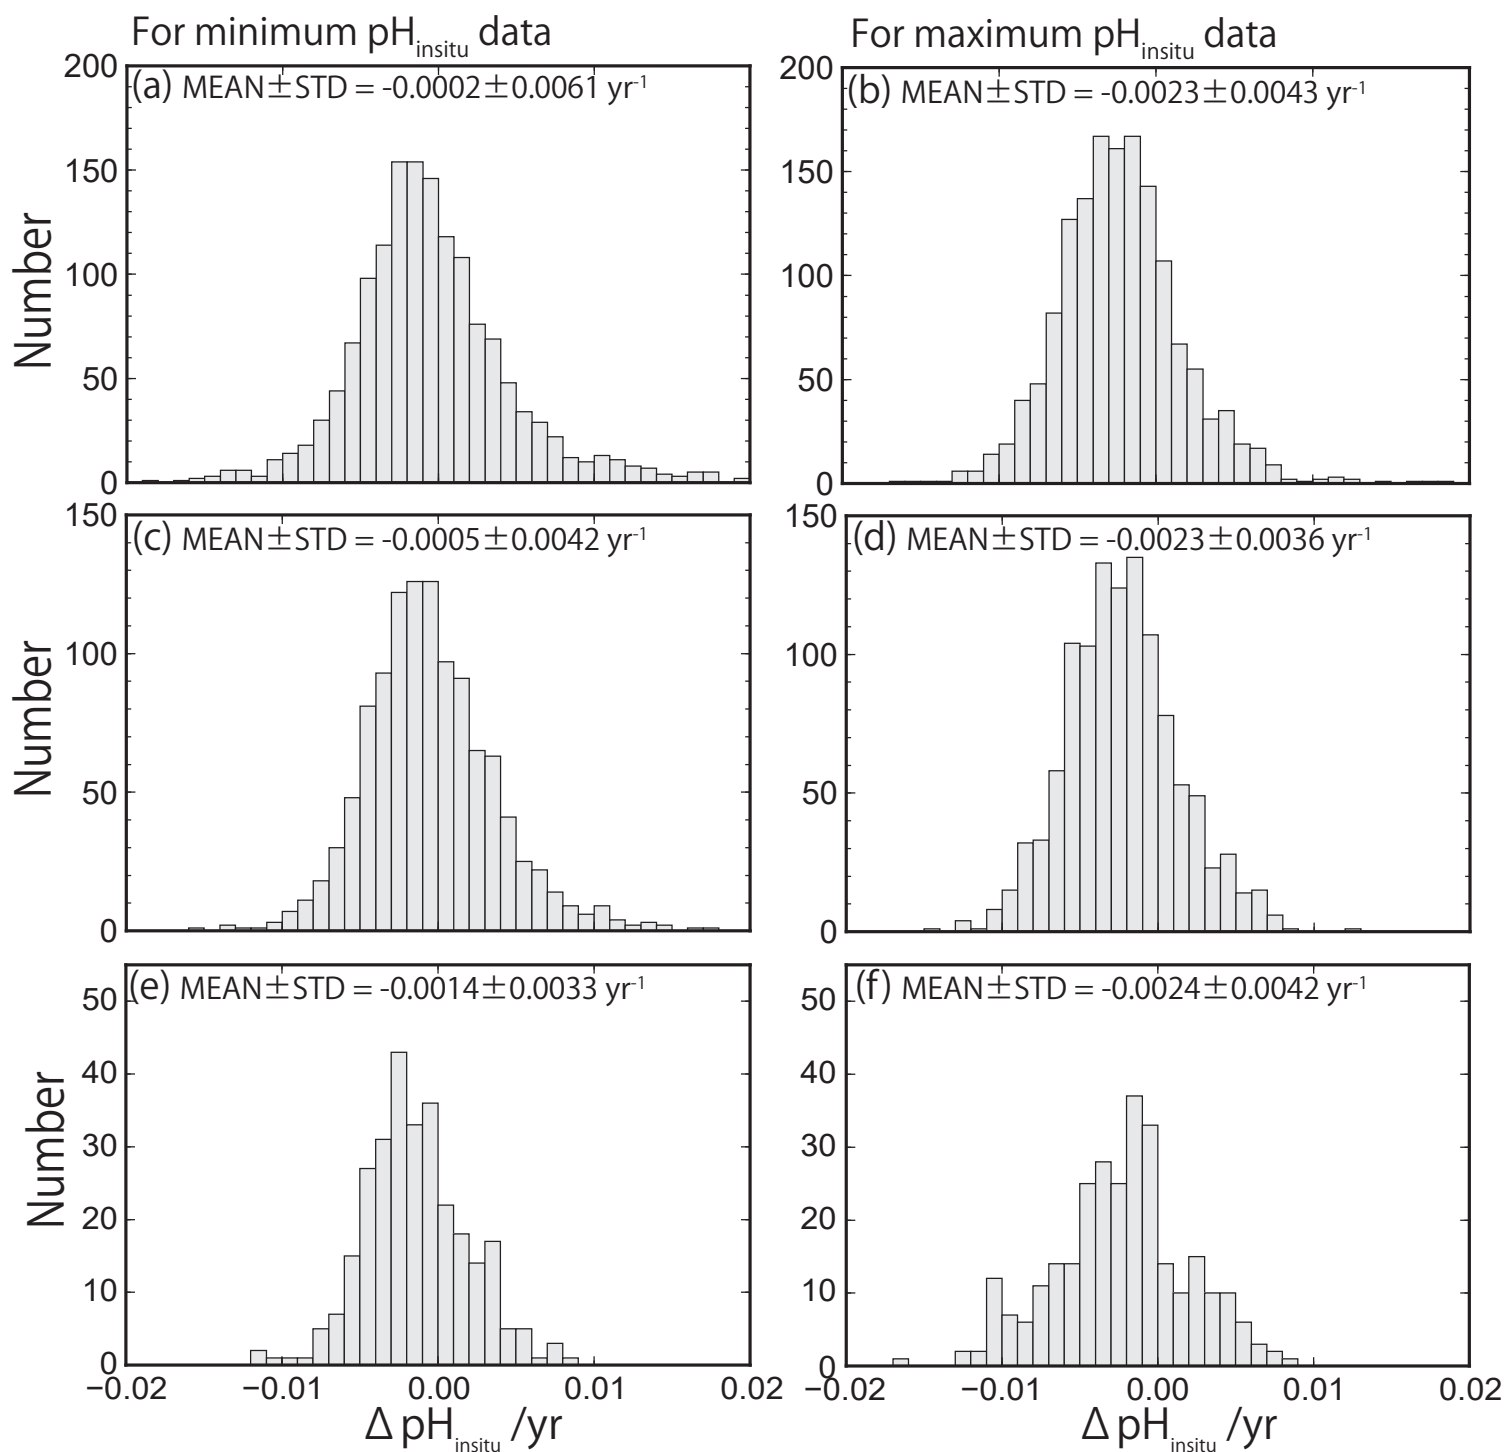 For minimum pHinsitu data
For maximum pHinsitu data
200
150
100
50
0
Number
(a) MEAN±STD = -0.0002±0.0061 yr-1
200
150
100
50
0
(b) MEAN±STD = -0.0023±0.0043 yr-1
150
100
50
0
Number
(c) MEAN±STD = -0.0005±0.0042 yr-1
150
100
50
0
(d) MEAN±STD = -0.0023±0.0036 yr-1
50
40
30
20
10
0
Number
(e) MEAN±STD = -0.0014±0.0033 yr-1
−0.02 −0.01 0.00 0.01 0.02
Δ pHinsitu /yr
50
40
30
20
10
0
(f) MEAN±STD = -0.0024±0.0042 yr-1
−0.02 −0.01 0.00 0.01 0.02
Δ pHinsitu /yr